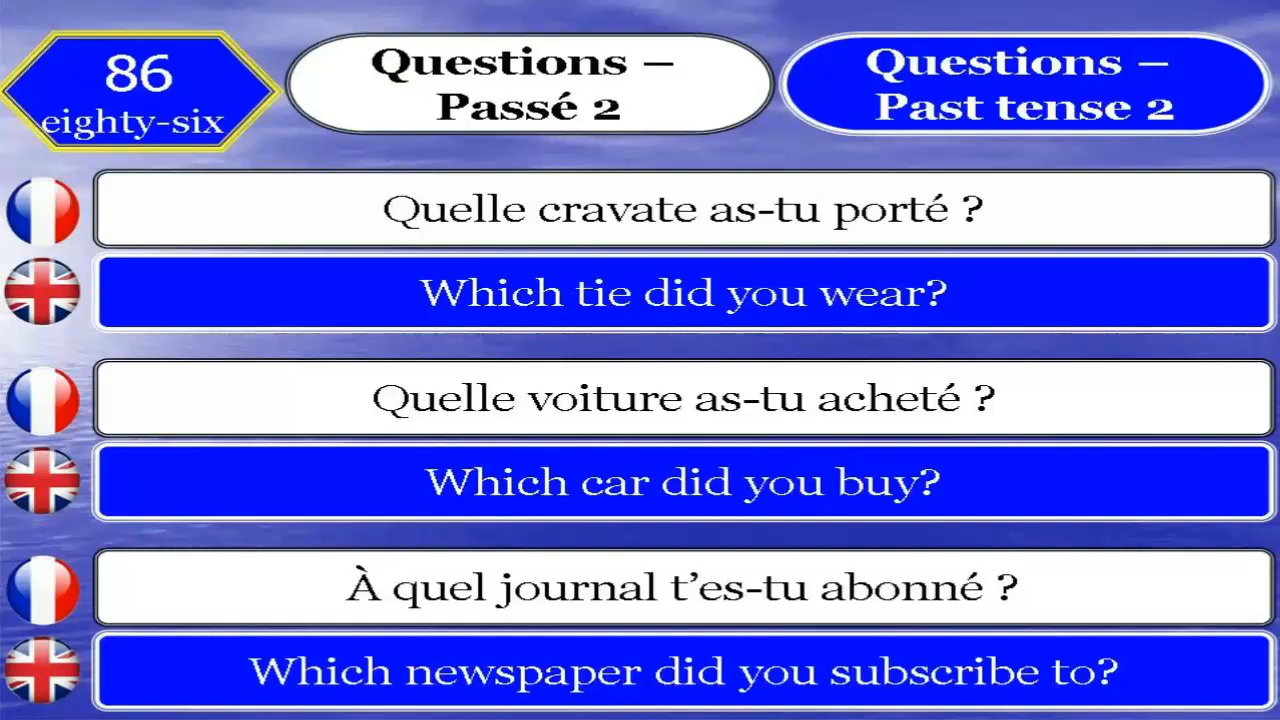 86
eighty-six
Questions –
Passé 2
Questions –
Past tense 2
Quelle cravate as-tu porté ?
Which tie did you wear?
Quelle voiture as-tu acheté ?
Which car did you buy?
À quel journal t’es-tu abonné ?
Which newspaper did you subscribe to?